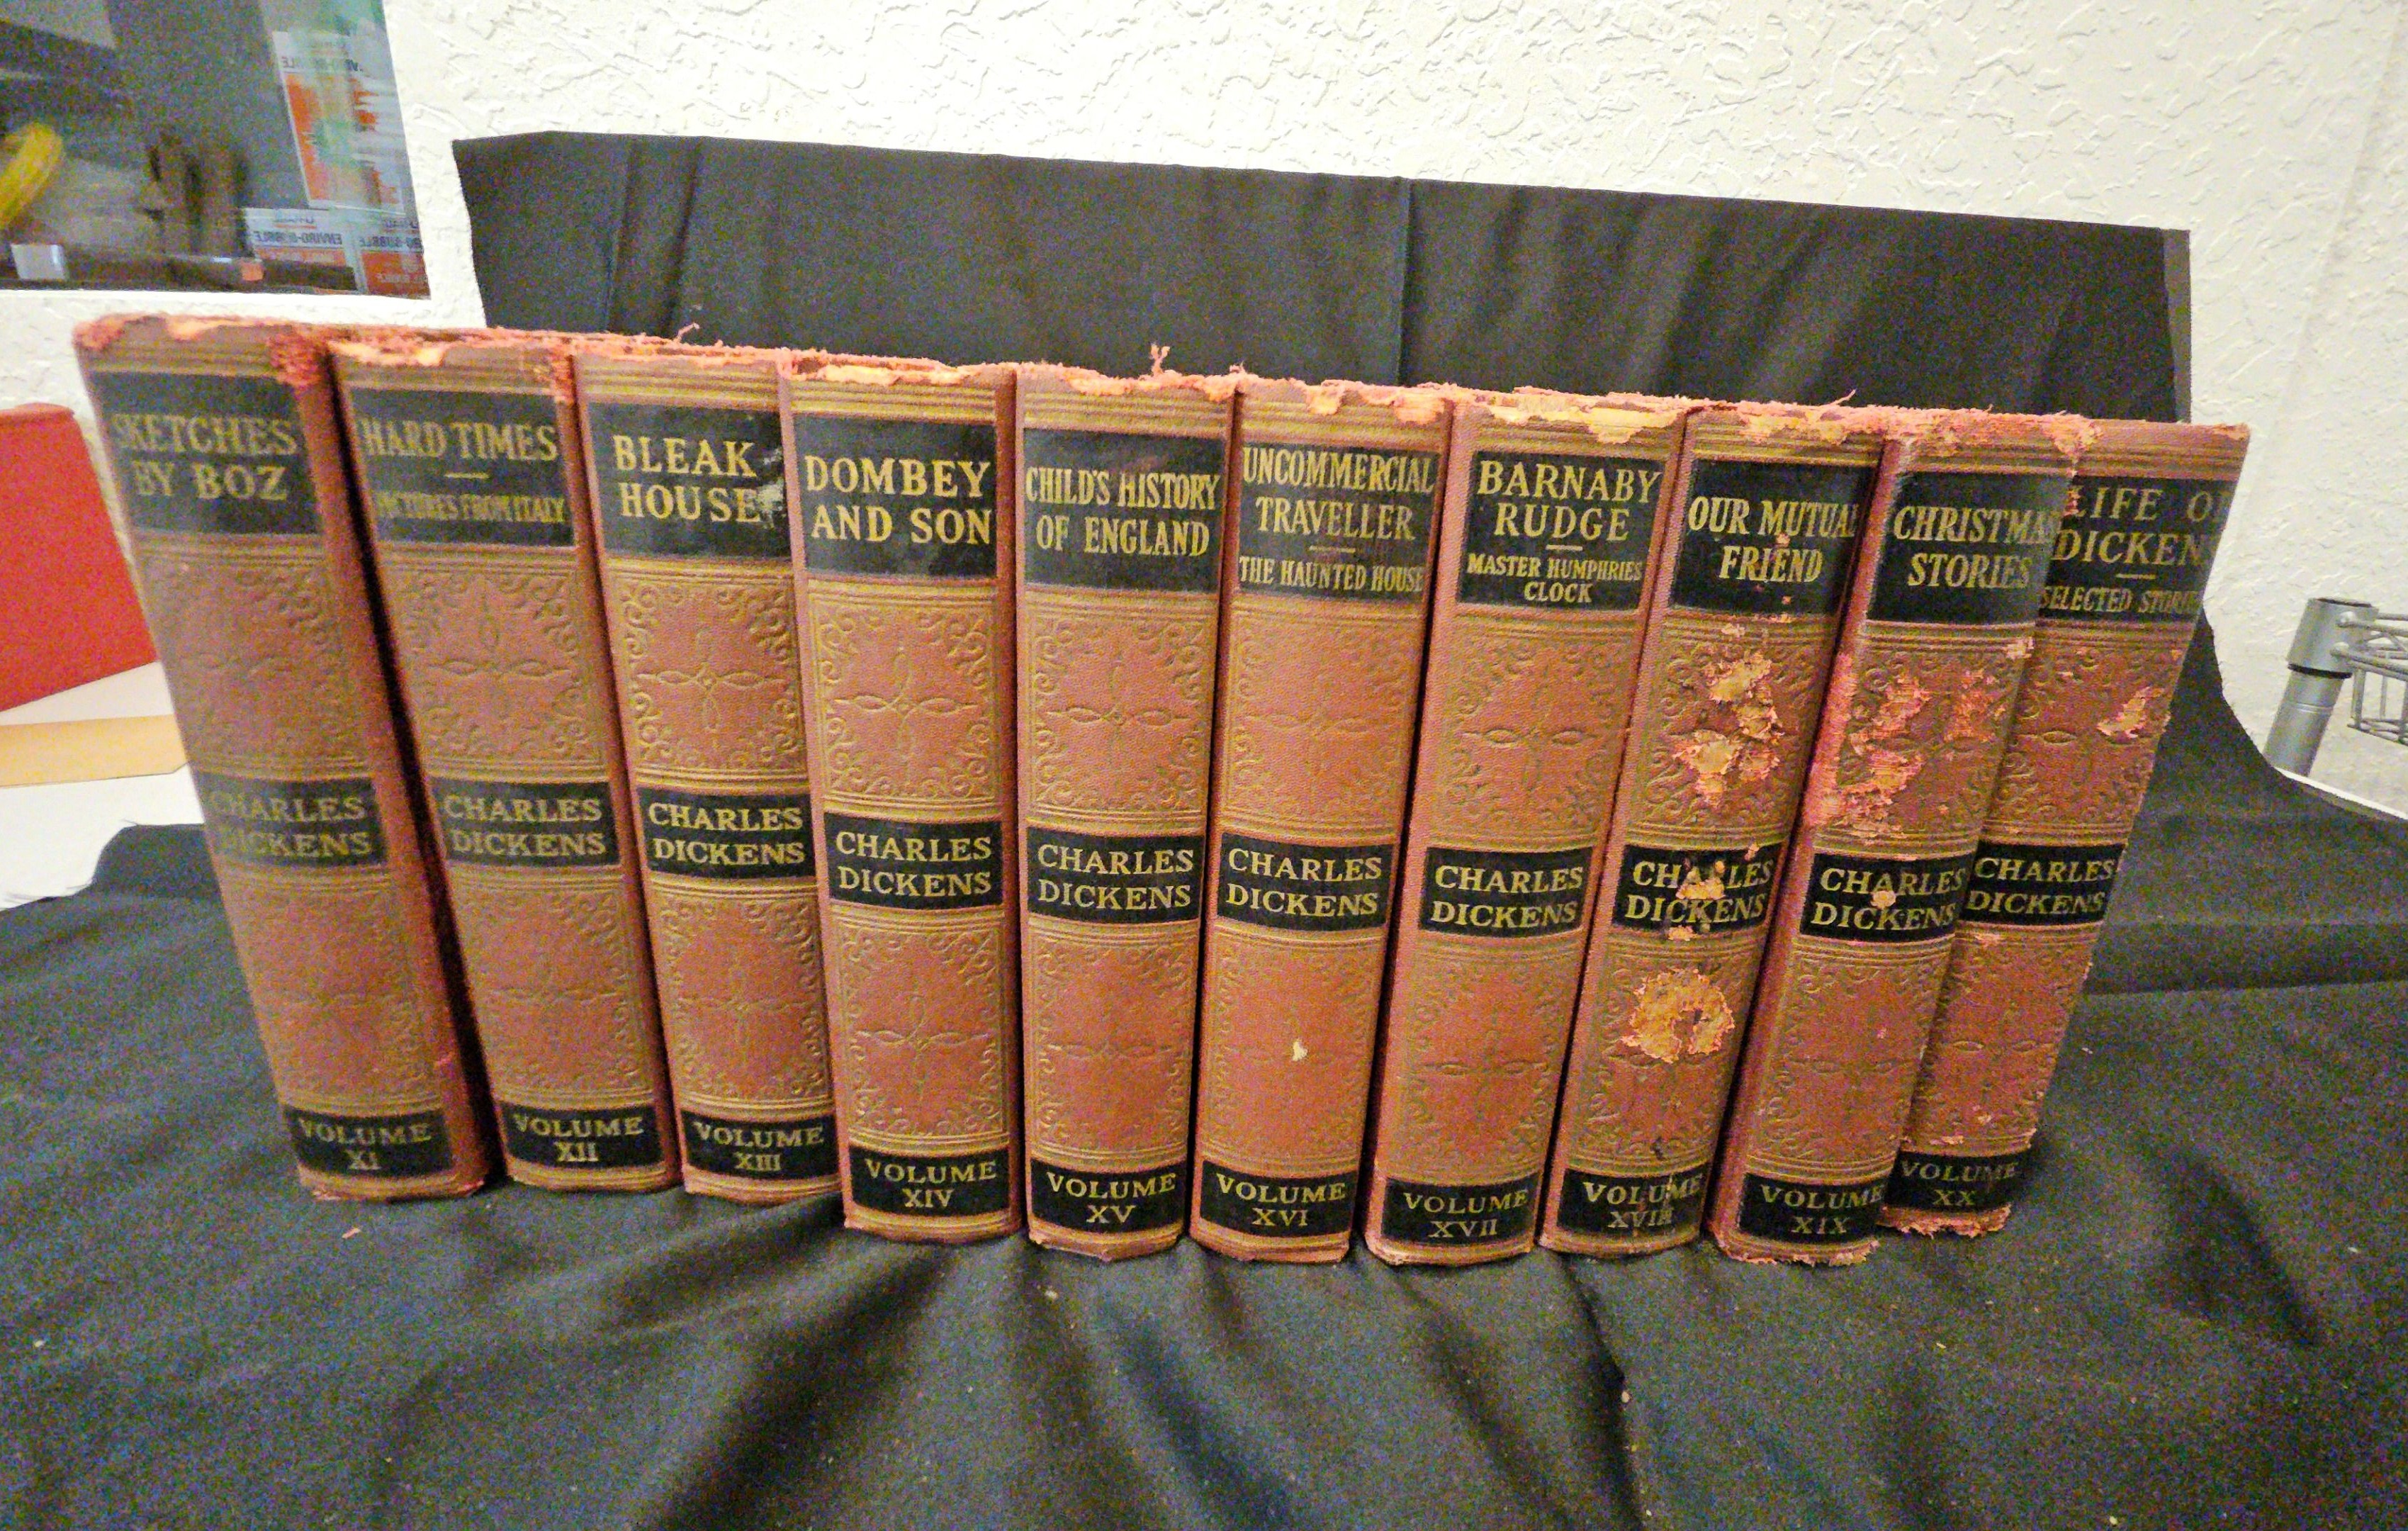 SKETCHES
BY BOZ
CHARLES
DICKENS
VOLUME
XI
HARD TIMES
PICTURES FROM ITALY
CHARLES
DICKENS
VOLUME
XII
BLEAK
HOUSE
CHARLES
DICKENS
VOLUME
XIII
DOMBEY
AND SON
CHARLES
DICKENS
VOLUME
XIV
CHILD'S HISTORY
OF ENGLAND
CHARLES
DICKENS
VOLUME
XV
UNCOMMERCIAL
TRAVELLER
THE HAUNTED HOUSE
CHARLES
DICKENS
VOLUME
XVI
BARNABY
RUDGE
MASTER HUMPHRIES
CLOCK
CHARLES
DICKENS
VOLUME
XVII
OUR MUTUAL
FRIEND
CHARLES
DICKENS
VOLUME
XVIII
CHRISTMAS
STORIES
CHARLES
DICKENS
VOLUME
XIX
LIFE OF
DICKENS
SELECTED STORIES
CHARLES
DICKENS
VOLUME
XX
ENVIRO-BUBBLE